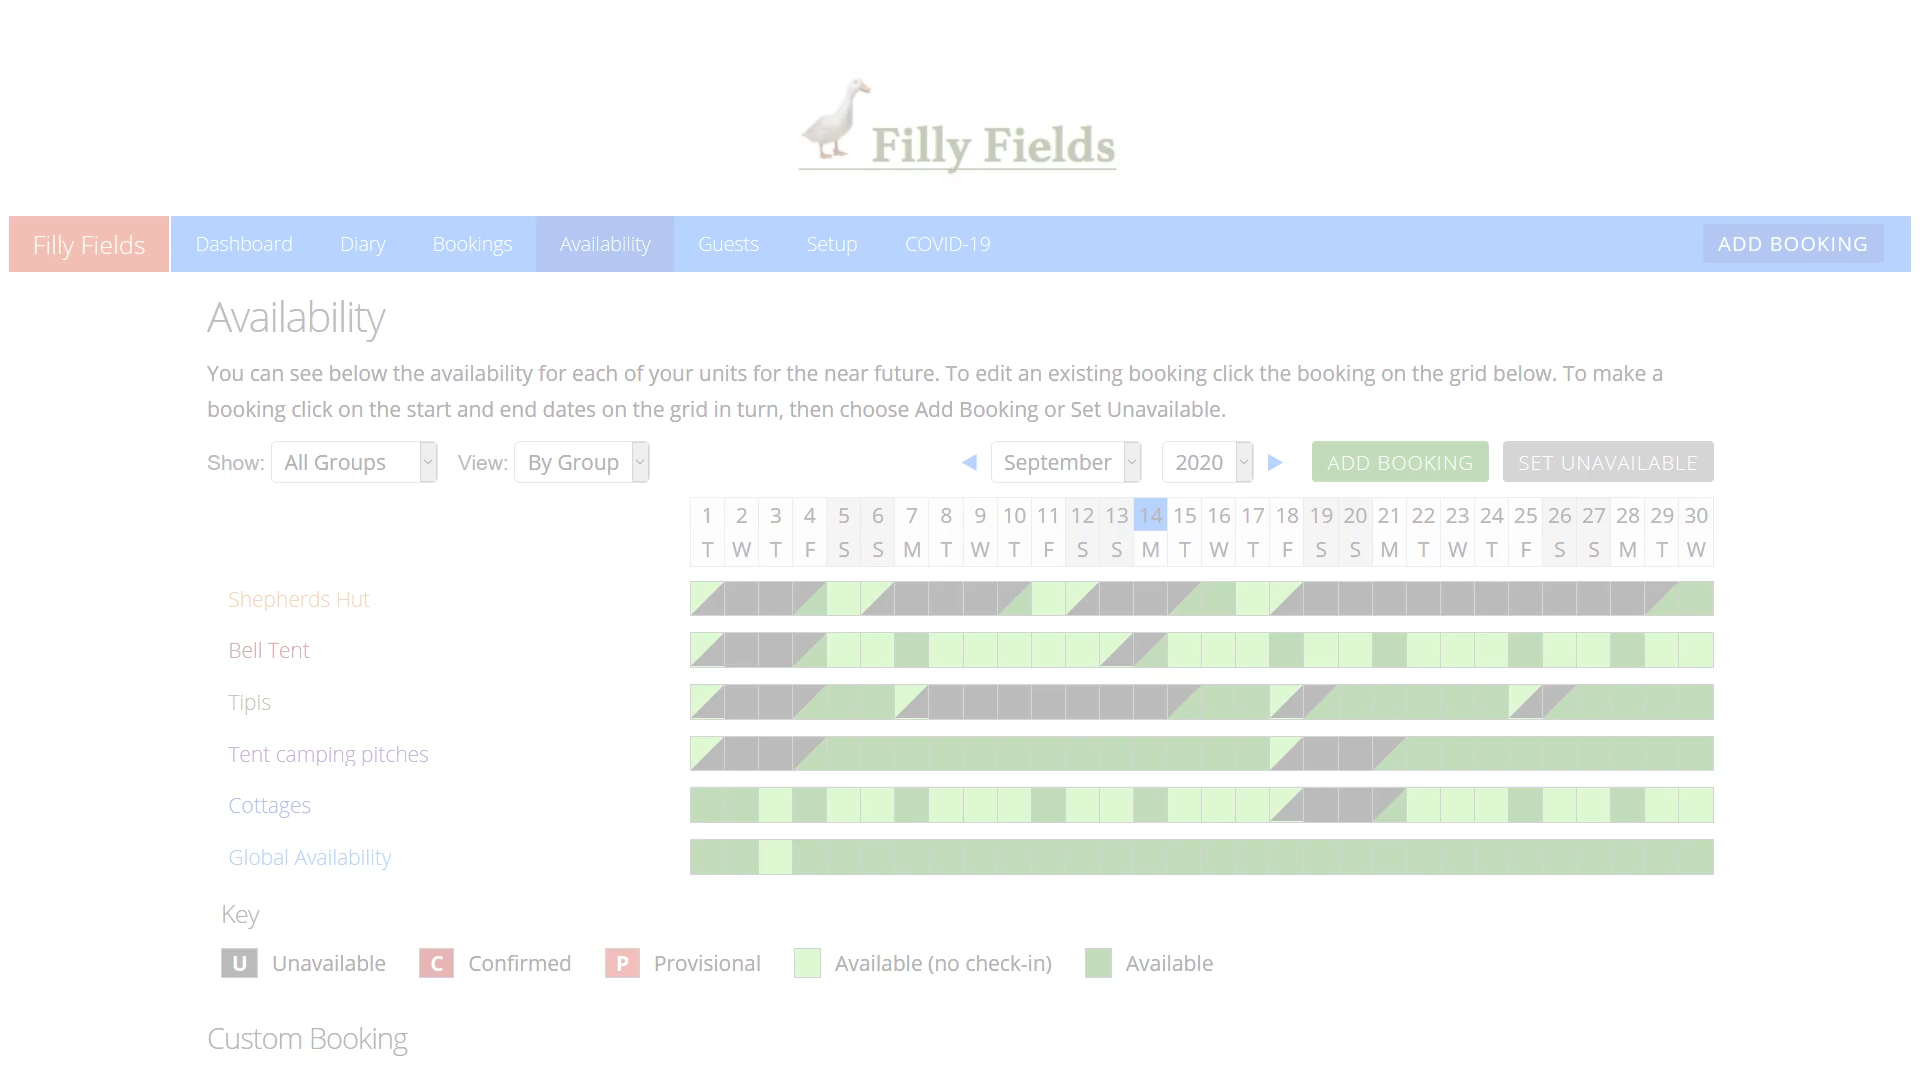 Filly Fields
Filly Fields Dashboard Diary Bookings Availability Guests Setup COVID-19 ADD BOOKING
Availability
You can see below the availability for each of your units for the near future. To edit an existing booking click the booking on the grid below. To make a
booking click on the start and end dates on the grid in turn, then choose Add Booking or Set Unavailable.
Show: All Groups View: By Group September 2020 ADD BOOKING SET UNAVAILABLE
1 2 3 4 5 6 7 8 9 10 11 12 13 14 15 16 17 18 19 20 21 22 23 24 25 26 27 28 29 30
T W T F S S M T W T F S S M T W T F S S M T W T F S S M T W
Shepherds Hut
Bell Tent
Tipis
Tent camping pitches
Cottages
Global Availability
Key
U Unavailable C Confirmed P Provisional Available (no check-in) Available
Custom Booking